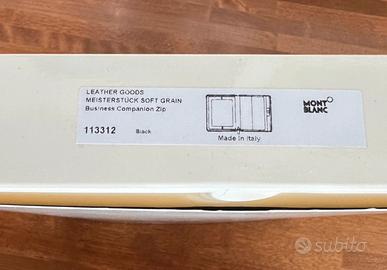 LEATHER GOODS
MEISTERSTÜCK SOFT GRAIN
Business Companion Zip
113312 Black
Made in Italy
MONT
BLANC
subito